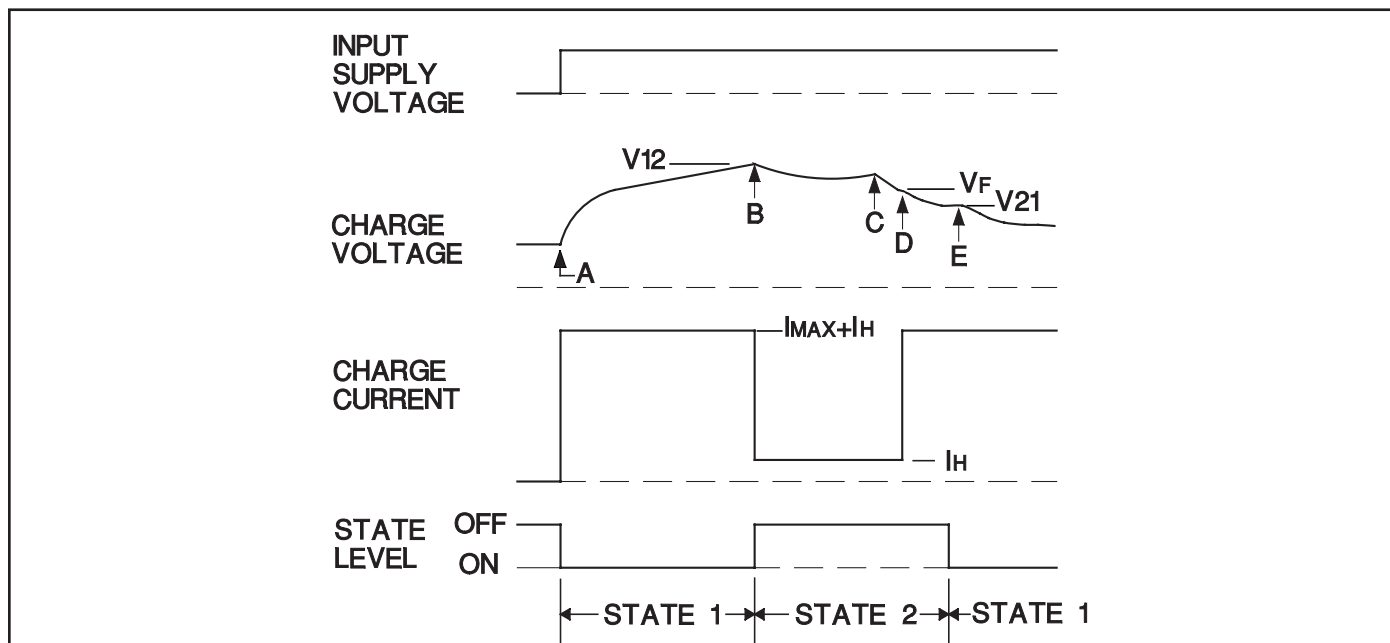 INPUT
SUPPLY
VOLTAGE
V12
VF
V21
B
C
D
E
CHARGE
VOLTAGE
A
IMAX+IH
CHARGE
CURRENT
IH
STATE
LEVEL
OFF
ON
STATE 1
STATE 2
STATE 1